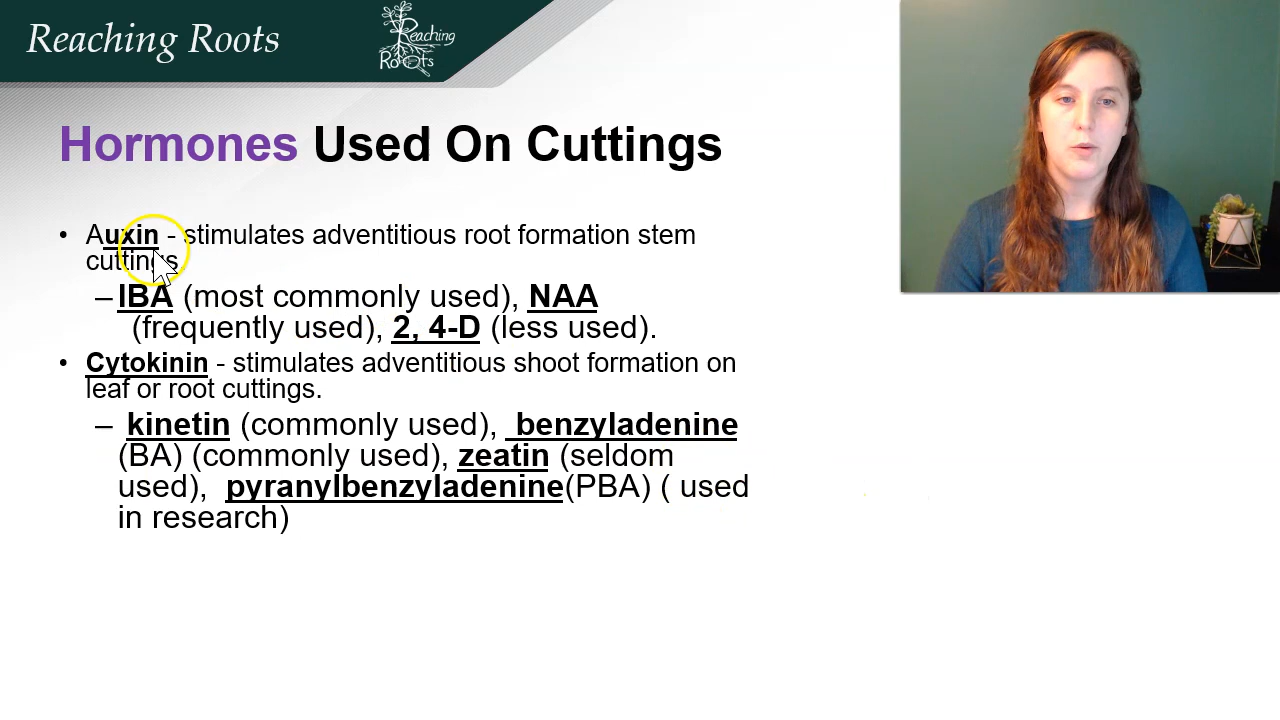 Reaching Roots
Reaching
Roots
Hormones Used On Cuttings
• Auxin - stimulates adventitious root formation stem
cuttings.
–IBA (most commonly used), NAA
(frequently used), 2, 4-D (less used).
• Cytokinin - stimulates adventitious shoot formation on
leaf or root cuttings.
– kinetin (commonly used), benzyladenine
(BA) (commonly used), zeatin (seldom
used), pyranylbenzyladenine(PBA) ( used
in research)